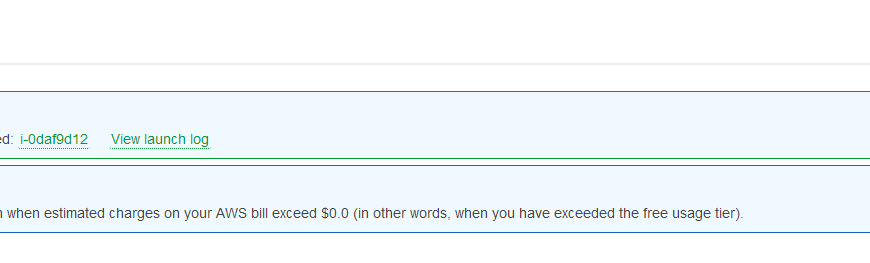 ed: i-0daf9d12 View launch log
when estimated charges on your AWS bill exceed $0.0 (in other words, when you have exceeded the free usage tier).